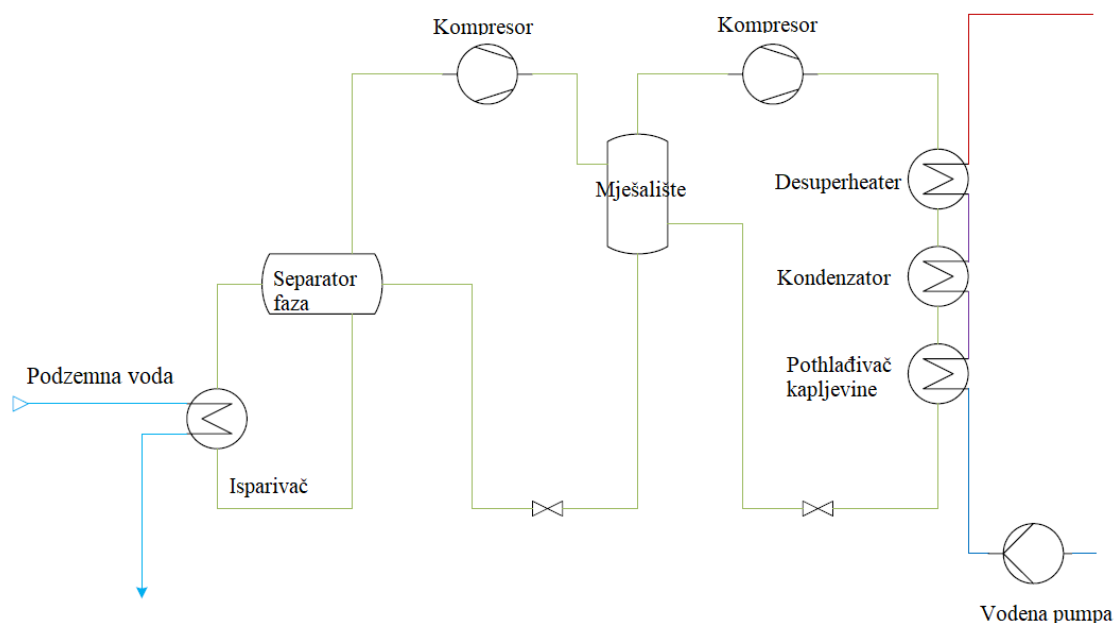 Kompresor
Kompresor
Mješalište
Desuperheater
Separator
faza
Kondenzator
Podzemna voda
Pothlađivač
kapljevine
Isparivač
Vodena pumpa